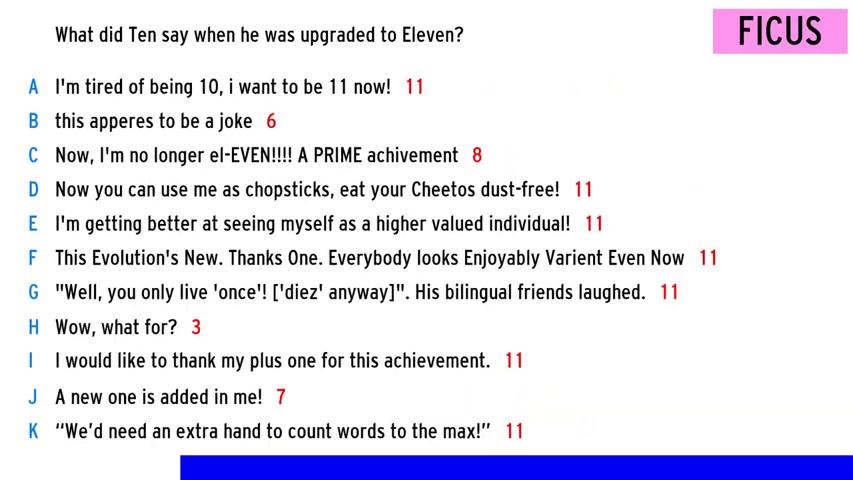 What did Ten say when he was upgraded to Eleven?
FICUS
A I'm tired of being 10, i want to be 11 now! 11
B this apperes to be a joke 6
C Now, I'm no longer el-EVEN!!!! A PRIME achivement 8
D Now you can use me as chopsticks, eat your Cheetos dust-free! 11
E I'm getting better at seeing myself as a higher valued individual! 11
F This Evolution's New. Thanks One. Everybody looks Enjoyably Varient Even Now 11
G "Well, you only live 'once'! ['diez' anyway]". His bilingual friends laughed. 11
H Wow, what for? 3
I I would like to thank my plus one for this achievement. 11
J A new one is added in me! 7
K “We’d need an extra hand to count words to the max!” 11